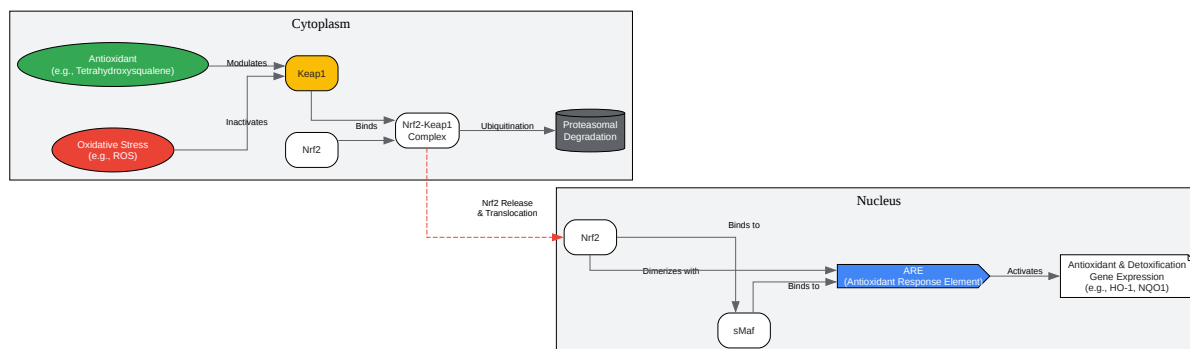 Cytoplasm
Antioxidant
(e.g., Tetrahydroxysqualene)
Modulates
Keap1
Inactivates
Oxidative Stress
(e.g., ROS)
Nrf2
Binds
Nrf2-Keap1
Complex
Ubiquitination
Proteasomal
Degradation
Nrf2 Release
& Translocation
Nucleus
Nrf2
Binds to
Dimerizes with
sMaf
Binds to
ARE
(Antioxidant Response Element)
Activates
Antioxidant & Detoxification
Gene Expression
(e.g., HO-1, NQO1)